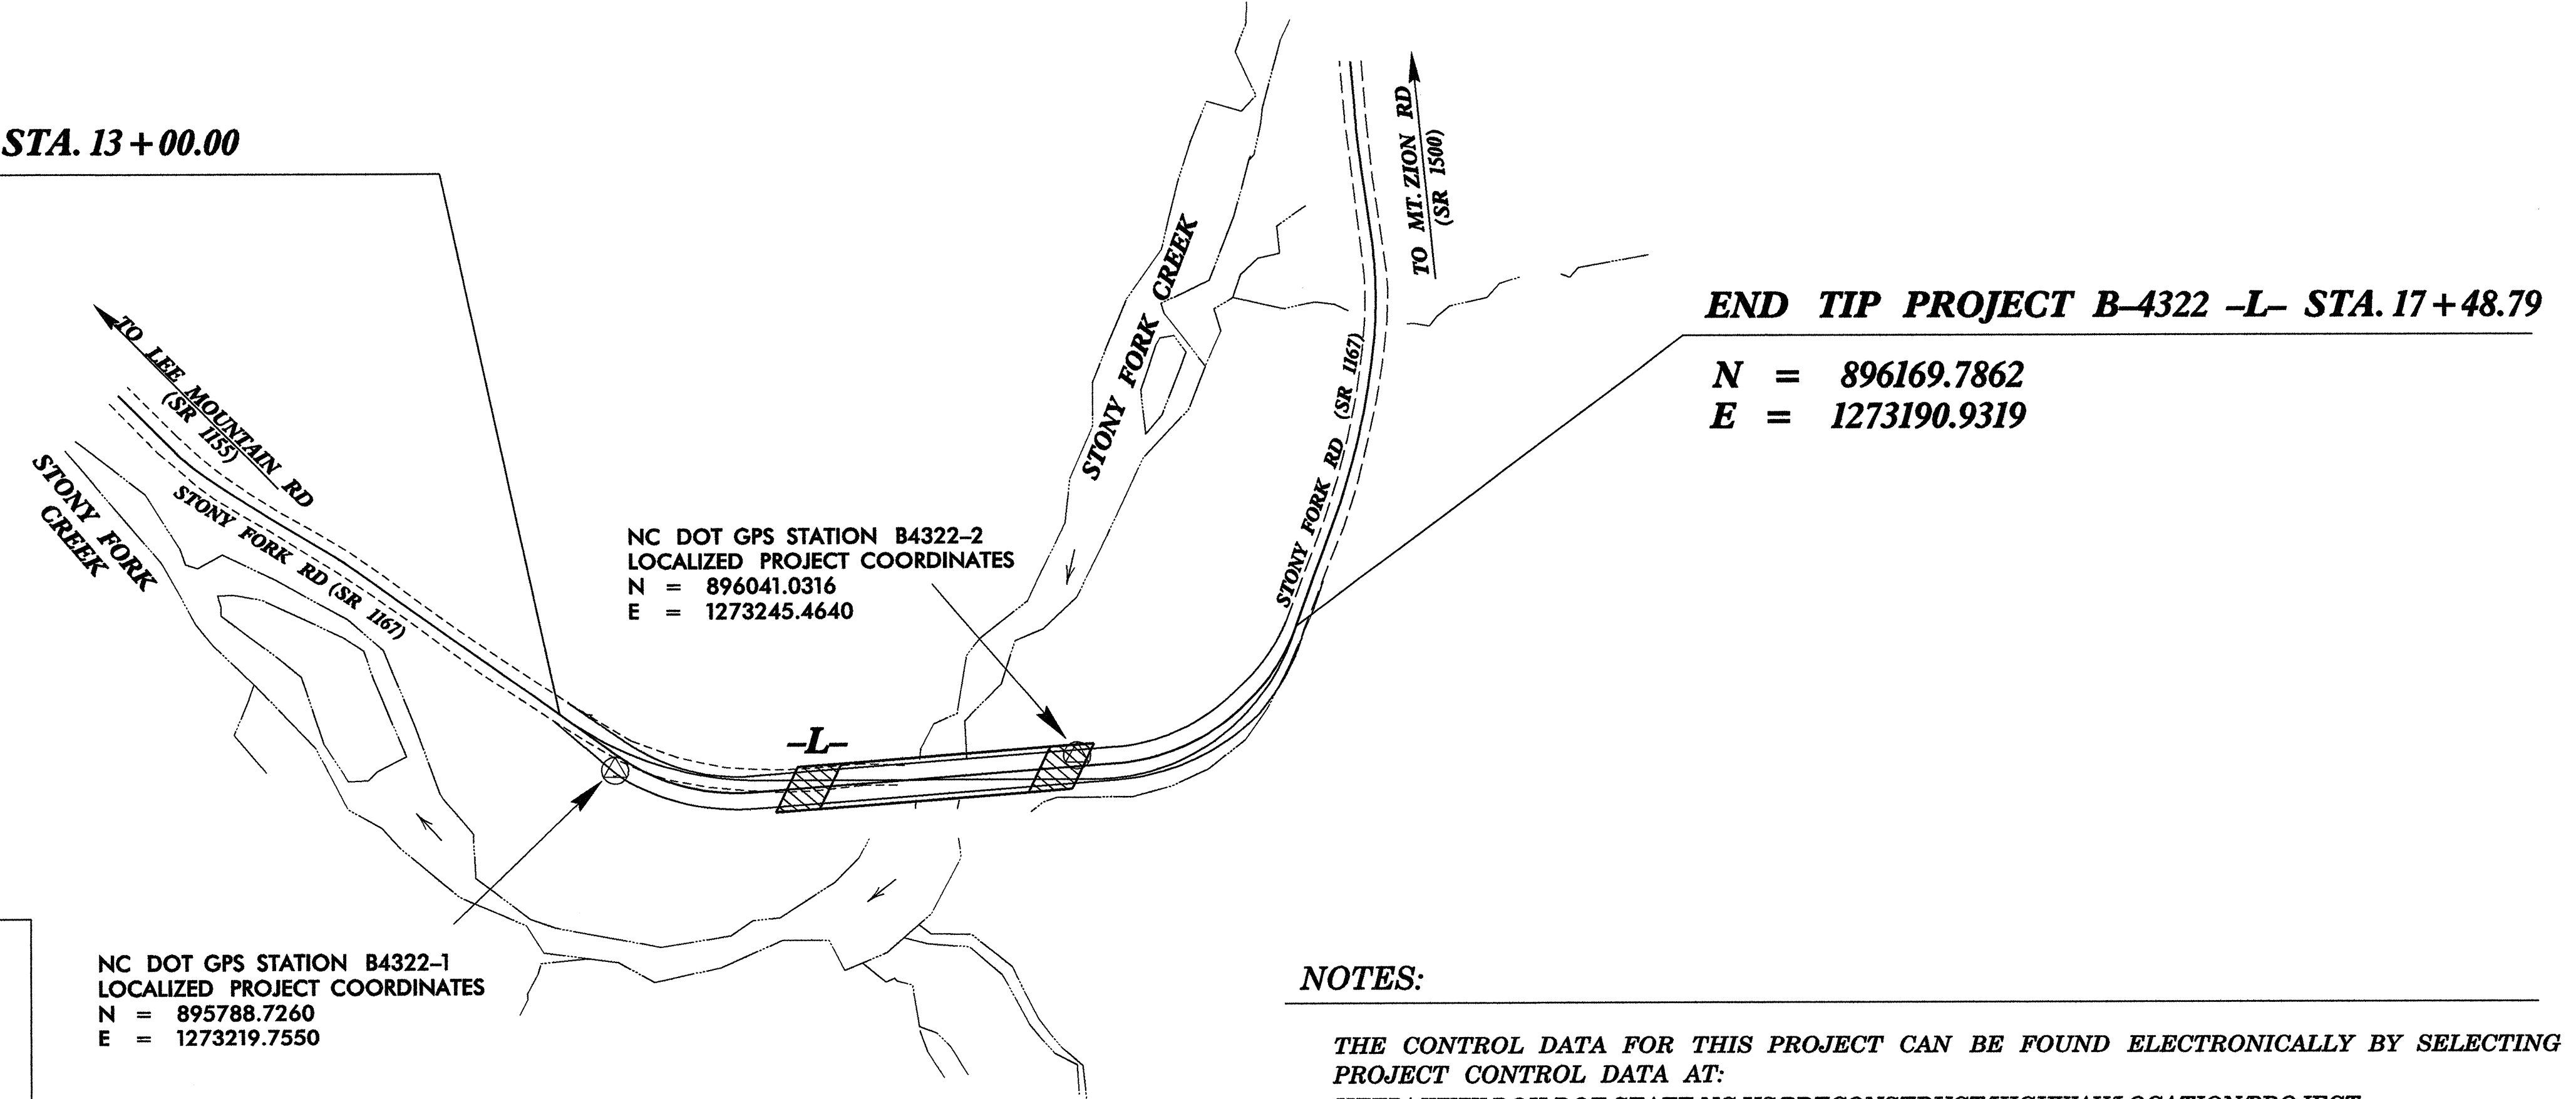 STA. 13+00.00
TO MT. ZION RD
(SR 1500)
STONY FORK CREEK
END TIP PROJECT B-4322 -L- STA. 17+48.79
N = 896169.7862
E = 1273190.9319
TO LEE MOUNTAIN RD
(SR 1155)
STONY FORK RD (SR 1167)
STONY FORK
CREEK
STONY FORK RD (SR 1167)
NC DOT GPS STATION B4322-2
LOCALIZED PROJECT COORDINATES
N = 896041.0316
E = 1273245.4640
-L-
NC DOT GPS STATION B4322-1
LOCALIZED PROJECT COORDINATES
N = 895788.7260
E = 1273219.7550
NOTES:
THE CONTROL DATA FOR THIS PROJECT CAN BE FOUND ELECTRONICALLY BY SELECTING
PROJECT CONTROL DATA AT: